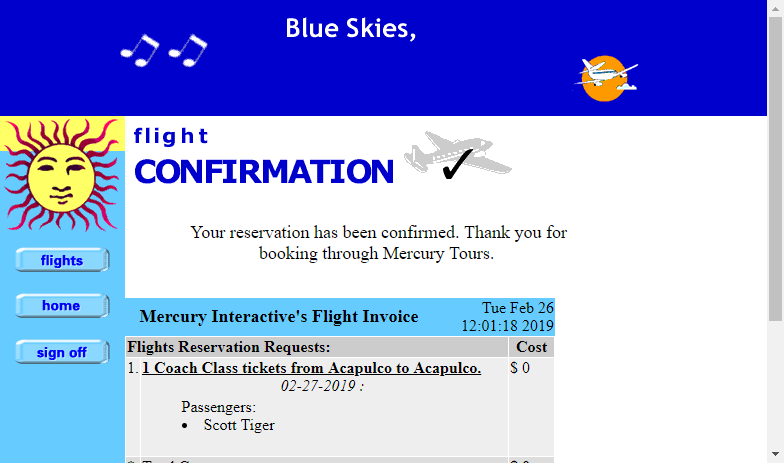 Blue Skies,
flight
CONFIRMATION
flights
home
sign off
Your reservation has been confirmed. Thank you for
booking through Mercury Tours.
Mercury Interactive's Flight Invoice
Tue Feb 26
12:01:18 2019
Flights Reservation Requests: Cost
1. 1 Coach Class tickets from Acapulco to Acapulco. $ 0
02-27-2019 :
Passengers:
• Scott Tiger